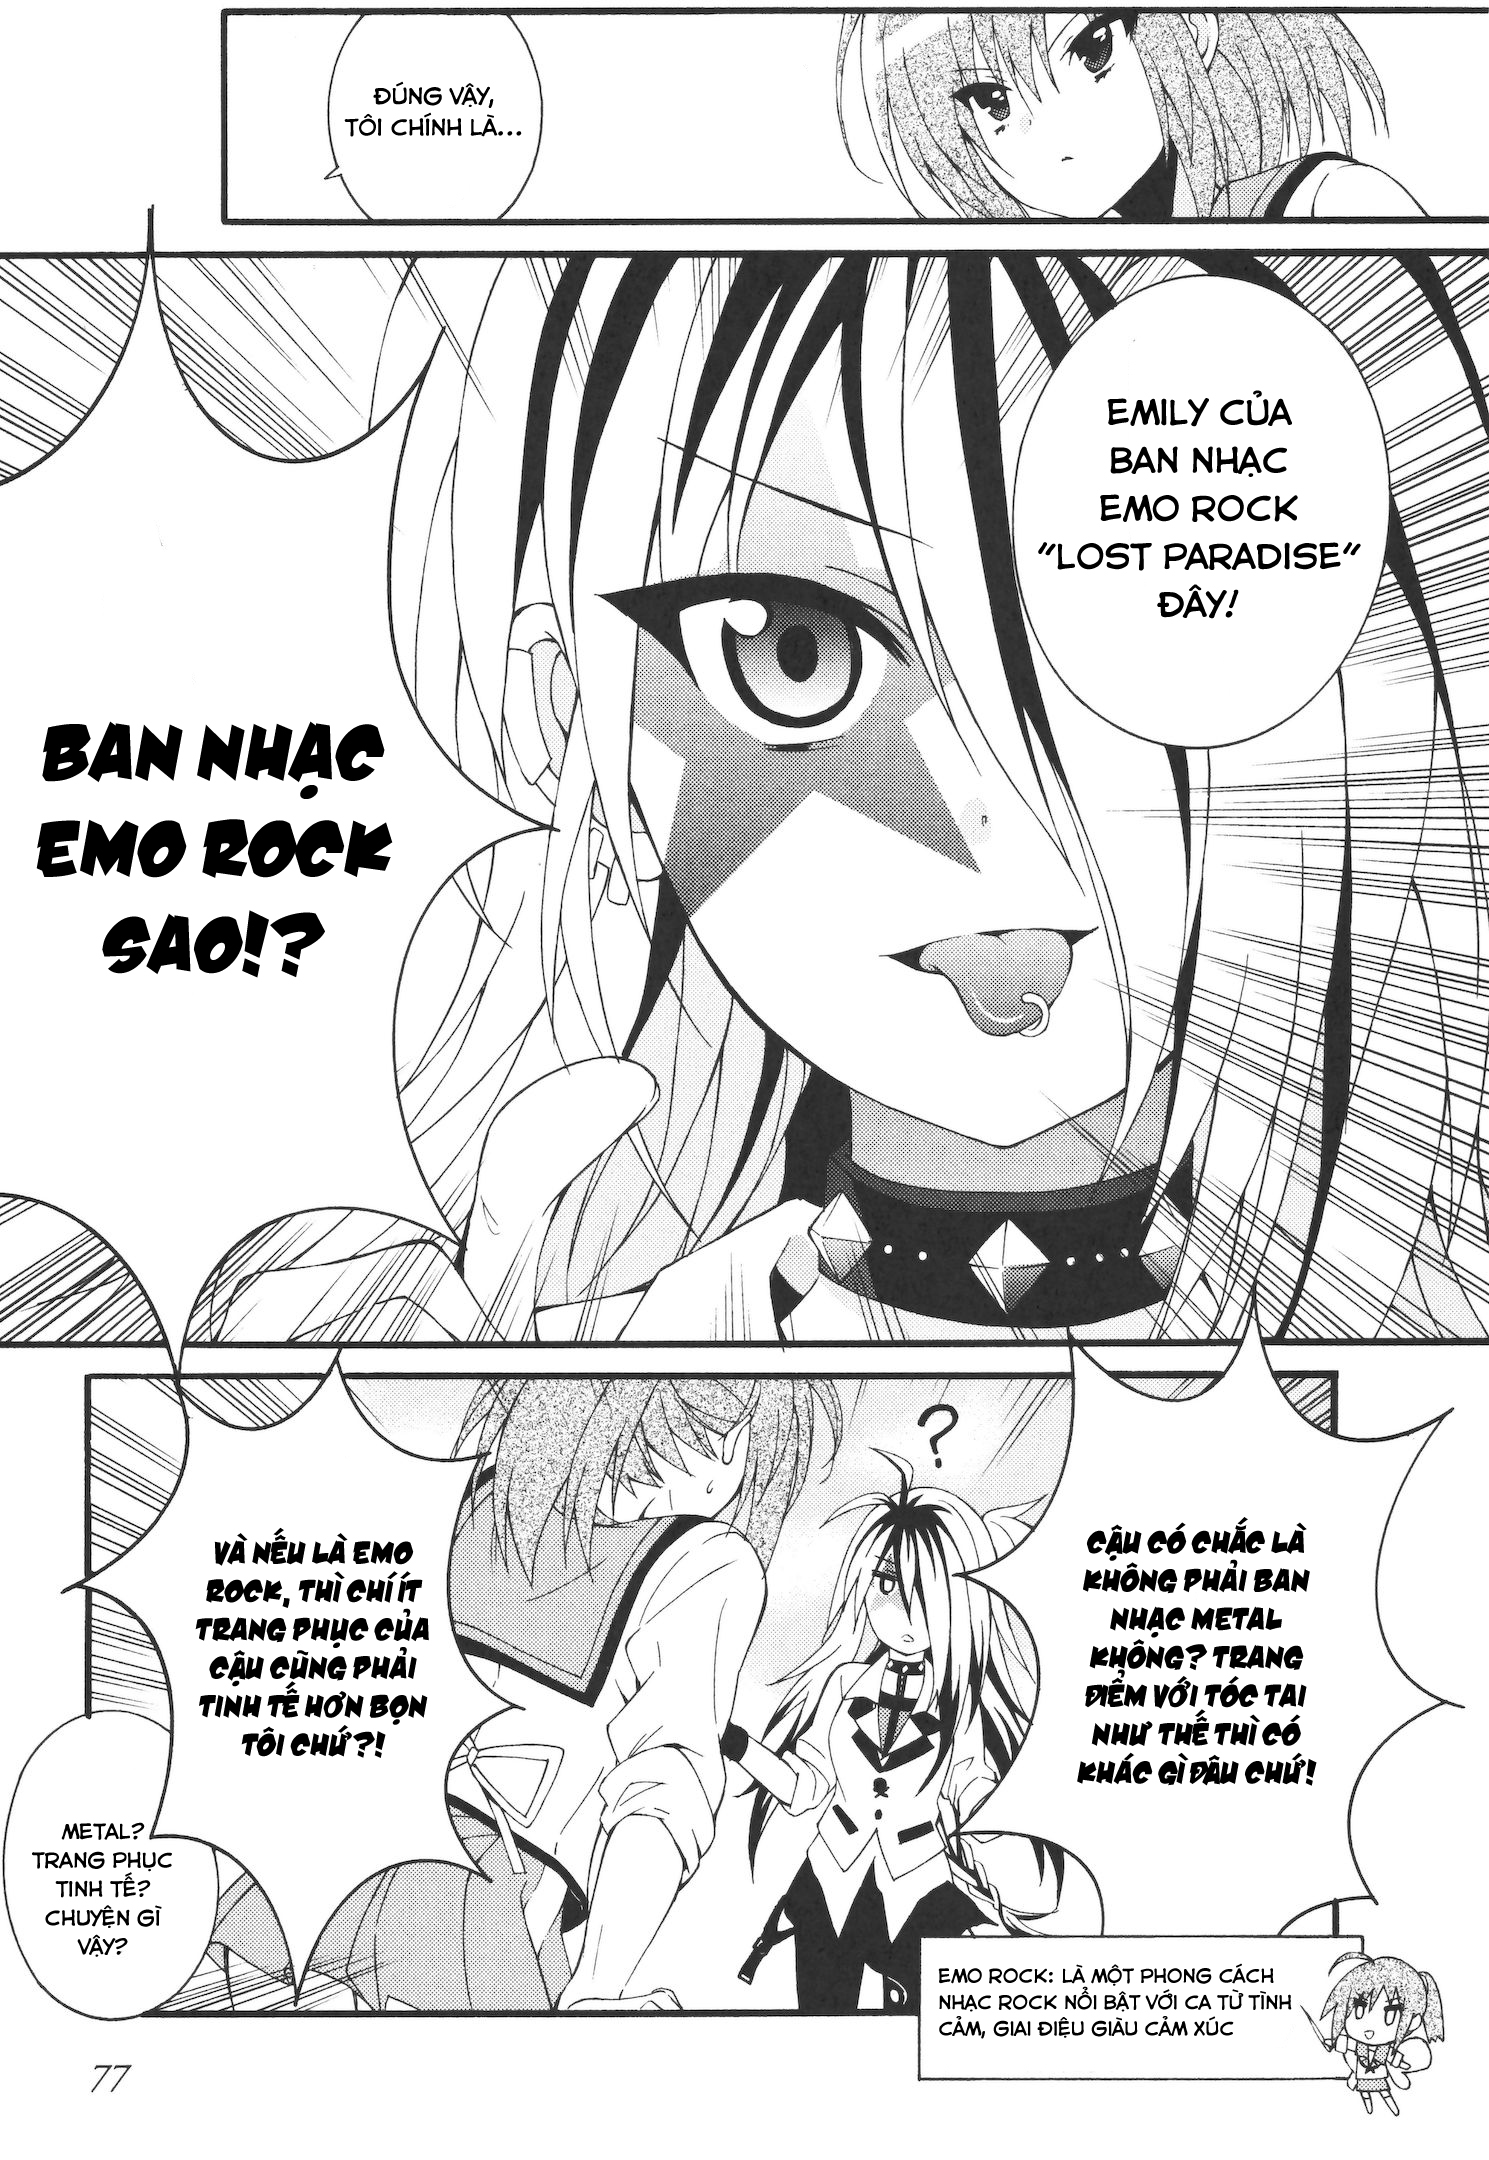 ĐÚNG VẬY,
TÔI CHÍNH LÀ...
EMILY CỦA
BAN NHẠC
EMO ROCK
"LOST PARADISE"
ĐÂY!
BAN NHẠC
EMO ROCK
SAO!?
?
CẬU CÓ CHẮC LÀ
KHÔNG PHẢI BAN
NHẠC METAL
KHÔNG? TRANG
ĐIỂM VỚI TÓC TAI
NHƯ THẾ THÌ CÓ
KHÁC GÌ ĐÂU CHỨ!
VÀ NẾU LÀ EMO
ROCK, THÌ CHÍ ÍT
TRANG PHỤC CỦA
CẬU CŨNG PHẢI
TINH TẾ HƠN BỌN
TÔI CHỨ?!
METAL?
TRANG PHỤC
TINH TẾ?
CHUYỆN GÌ
VẬY?
EMO ROCK: LÀ MỘT PHONG CÁCH
NHẠC ROCK NỔI BẬT VỚI CA TỪ TÌNH
CẢM, GIAI ĐIỆU GIÀU CẢM XÚC
77